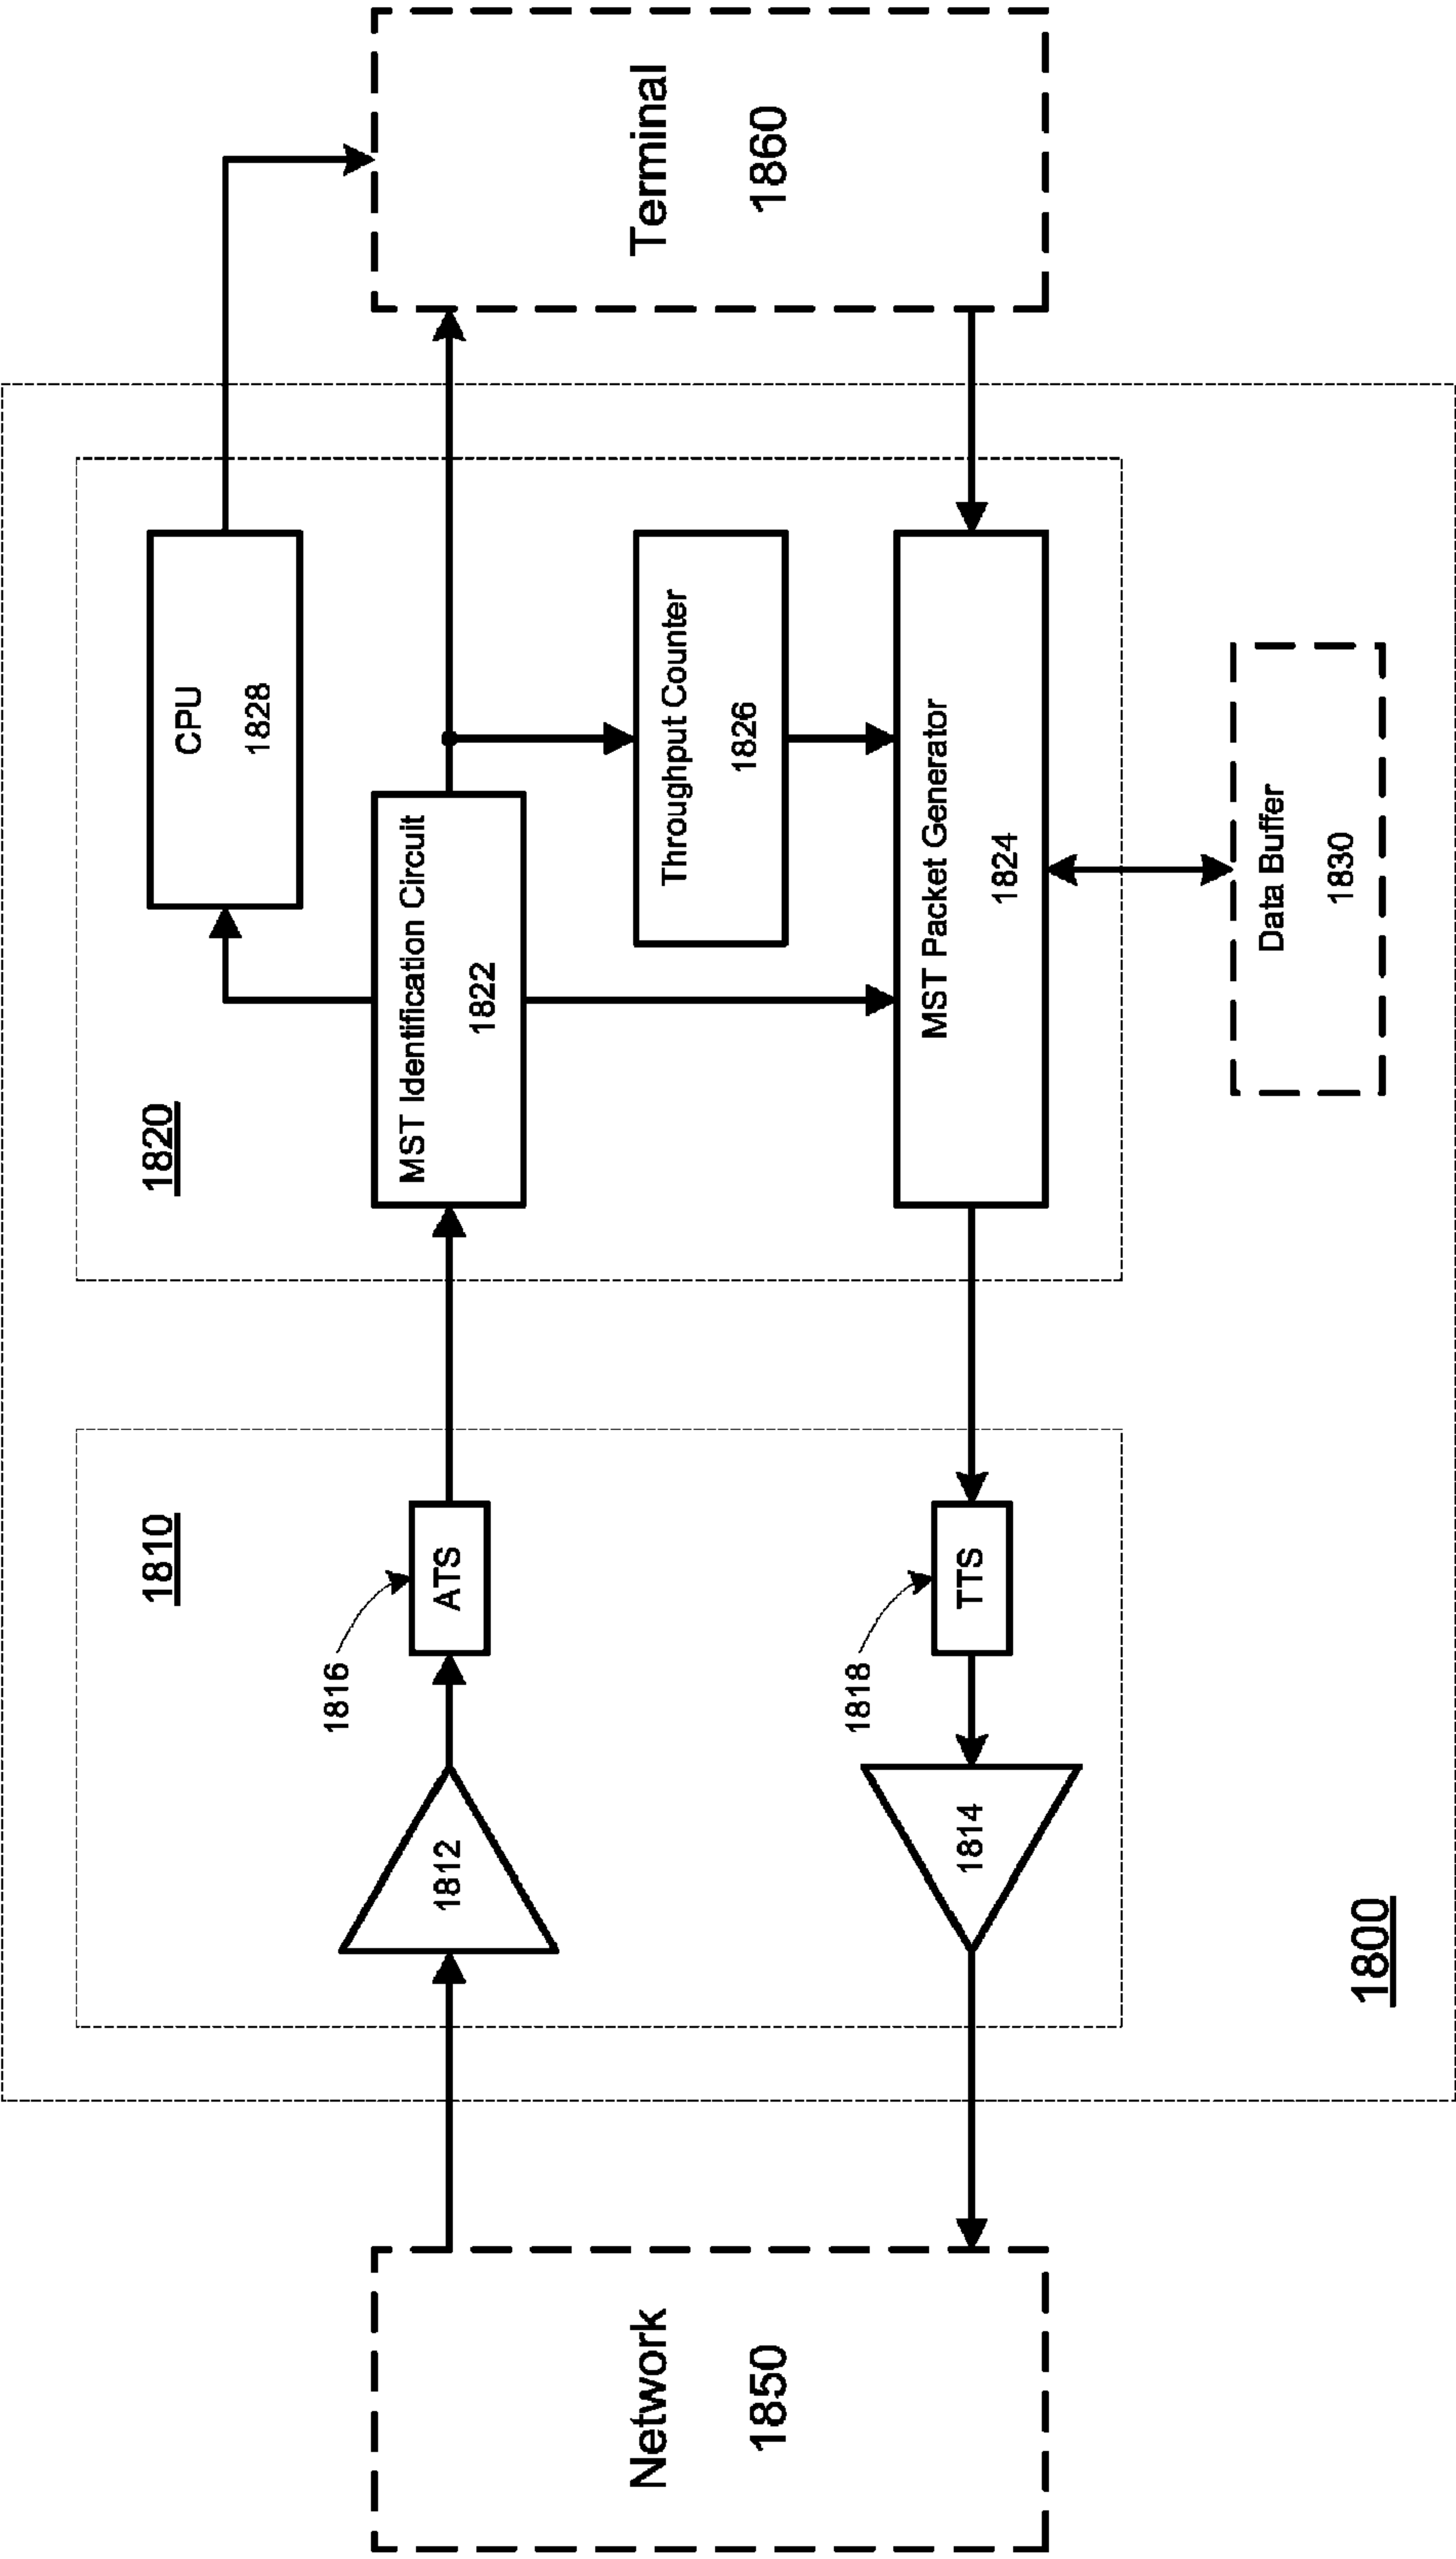 Network
1850
1800
1810
1812
1816
ATS
1814
1818
TTS
1820
CPU
1828
MST Identification Circuit
1822
Throughput Counter
1826
MST Packet Generator
1824
Data Buffer
1830
Terminal
1860